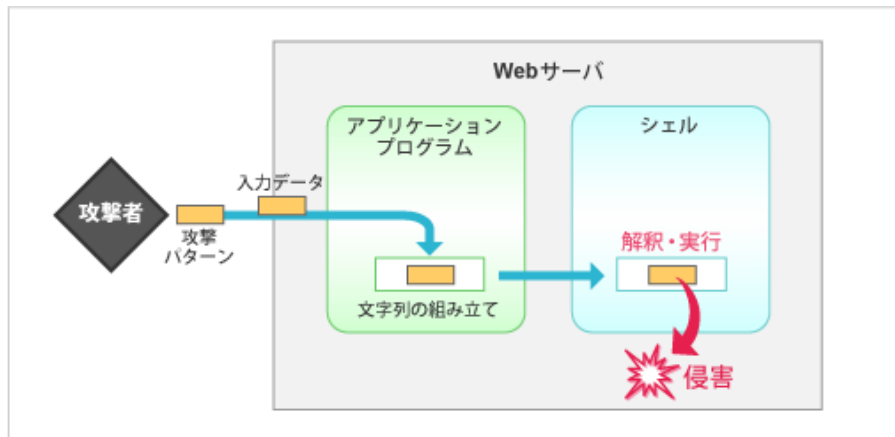 Webサーバ
アプリケーション
プログラム
シェル
入力データ
攻撃者
攻撃
パターン
解釈・実行
文字列の組み立て
侵害